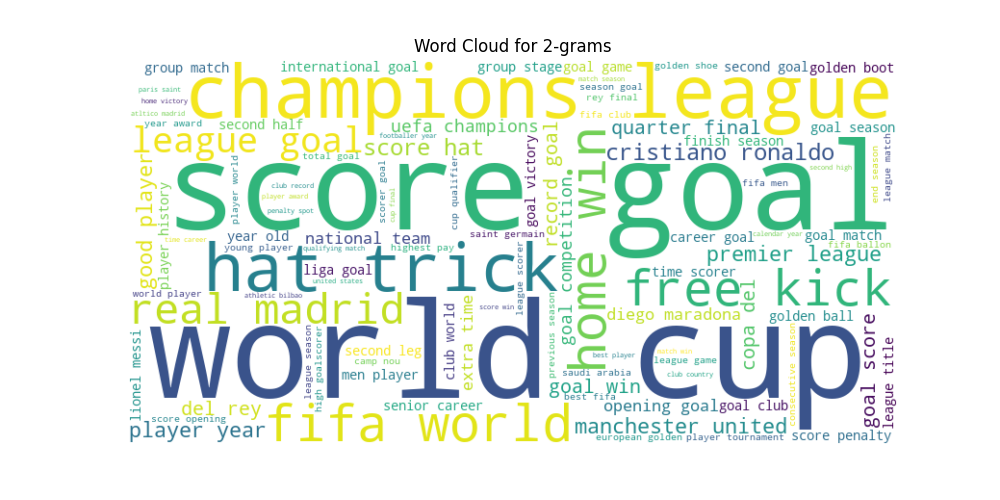 Word Cloud for 2-grams
group match
international goal
group stage
goal game
golden shoe
second goal
golden boot
champions league
match season
season goal
rey final
paris saint
home victory
atltico madrid
fifa club
year award
second half
uefa champions
quarter final
goal season
league goal
footballer year
score hat
record goal
home win
finish season
cristiano ronaldo
league match
end season
second high
good player
player history
player world
total goal
club record
player award
penalty spot
scorer goal
cup final
cup qualifier
goal victory
score goal
fifa men
time career
year old
young player
national team
qualifying match
highest pay
saint germain
goal competition
career goal
calendar year
goal match
fifa ballon
premier league
hat trick
liga goal
united states
league scorer
time scorer
free kick
copa del
world player
athletic bilbao
real madrid
score min
previous season
diego maradona
golden ball
world cup
lionel messi
league season
high goalscorer
second leg
camp nou
men player
club world
extra time
best player
match win
league game
saudi arabia
club country
consecutive season
goal score
league title
goal win
best fifa
del rey
score opening
senior career
opening goal
goal club
player year
fifa world
manchester united
european golden
player tournament
score penalty